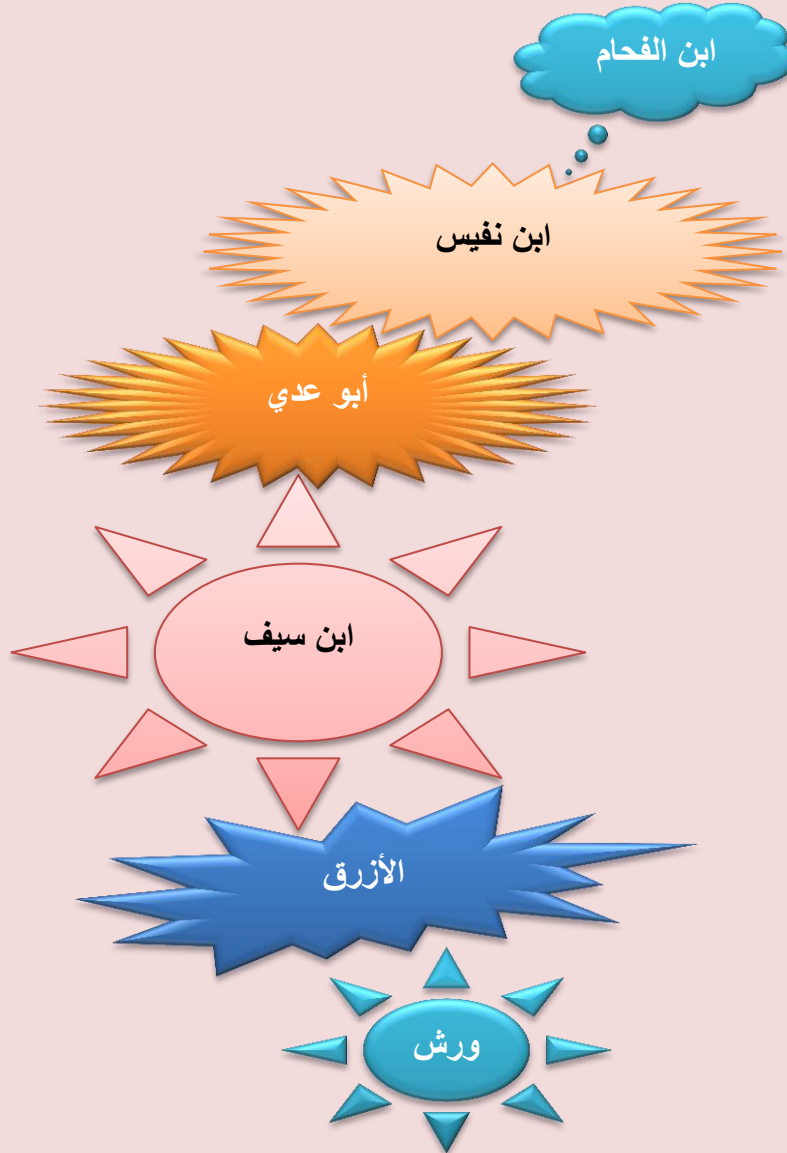 ابن الفحام
ابن نفيس
أبو عدي
ابن سيف
الأزرق
ورش